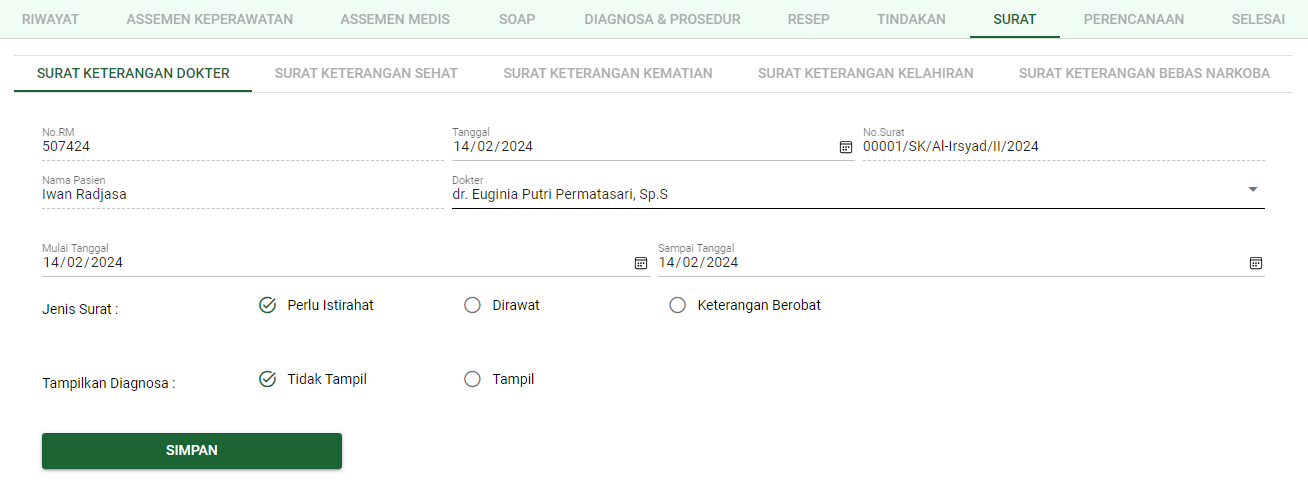 RIWAYAT ASSEMEN KEPERAWATAN ASSEMEN MEDIS SOAP DIAGNOSA & PROSEDUR RESEP TINDAKAN SURAT PERENCANAAN SELESAI
SURAT KETERANGAN DOKTER SURAT KETERANGAN SEHAT SURAT KETERANGAN KEMATIAN SURAT KETERANGAN KELAHIRAN SURAT KETERANGAN BEBAS NARKOBA
No.RM Tanggal No.Surat
507424 14/02/2024 00001/SK/Al-Irsyad/II/2024
Nama Pasien Dokter
Iwan Radjasa dr. Euginia Putri Permatasari, Sp.S
Mulai Tanggal Sampai Tanggal
14/02/2024 14/02/2024
Jenis Surat : Perlu Istirahat Dirawat Keterangan Berobat
Tampilkan Diagnosa : Tidak Tampil Tampil
SIMPAN